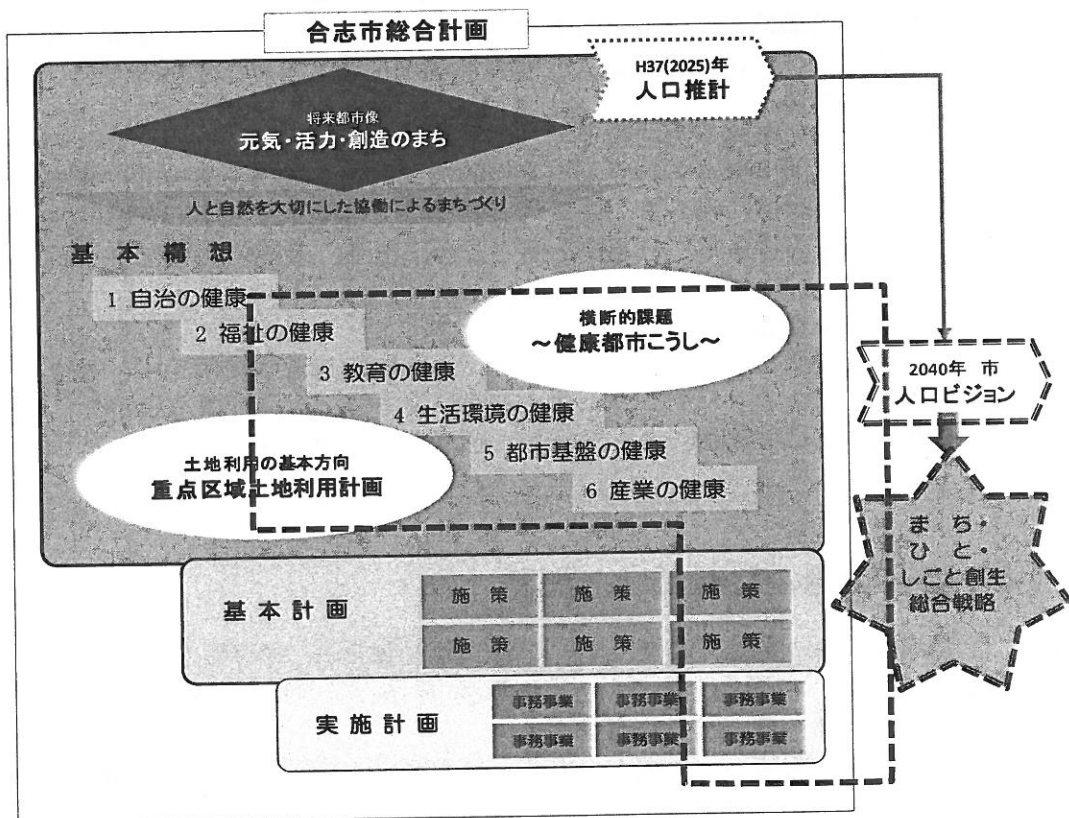 合志市総合計画
H37(2025)年
人口推計
将来都市像
元気・活力・創造のまち
人と自然を大切にした協働によるまちづくり
基本構想
1 自治の健康
2 福祉の健康
3 教育の健康
4 生活環境の健康
5 都市基盤の健康
6 産業の健康
横断的課題
～健康都市こうし～
土地利用の基本方向
重点区域土地利用計画
2040年 市
人口ビジョン
まち・
ひと・
しごと創生
総合戦略
基本計画
施策 施策 施策
施策 施策 施策
実施計画
事務事業 事務事業 事務事業
事務事業 事務事業 事務事業